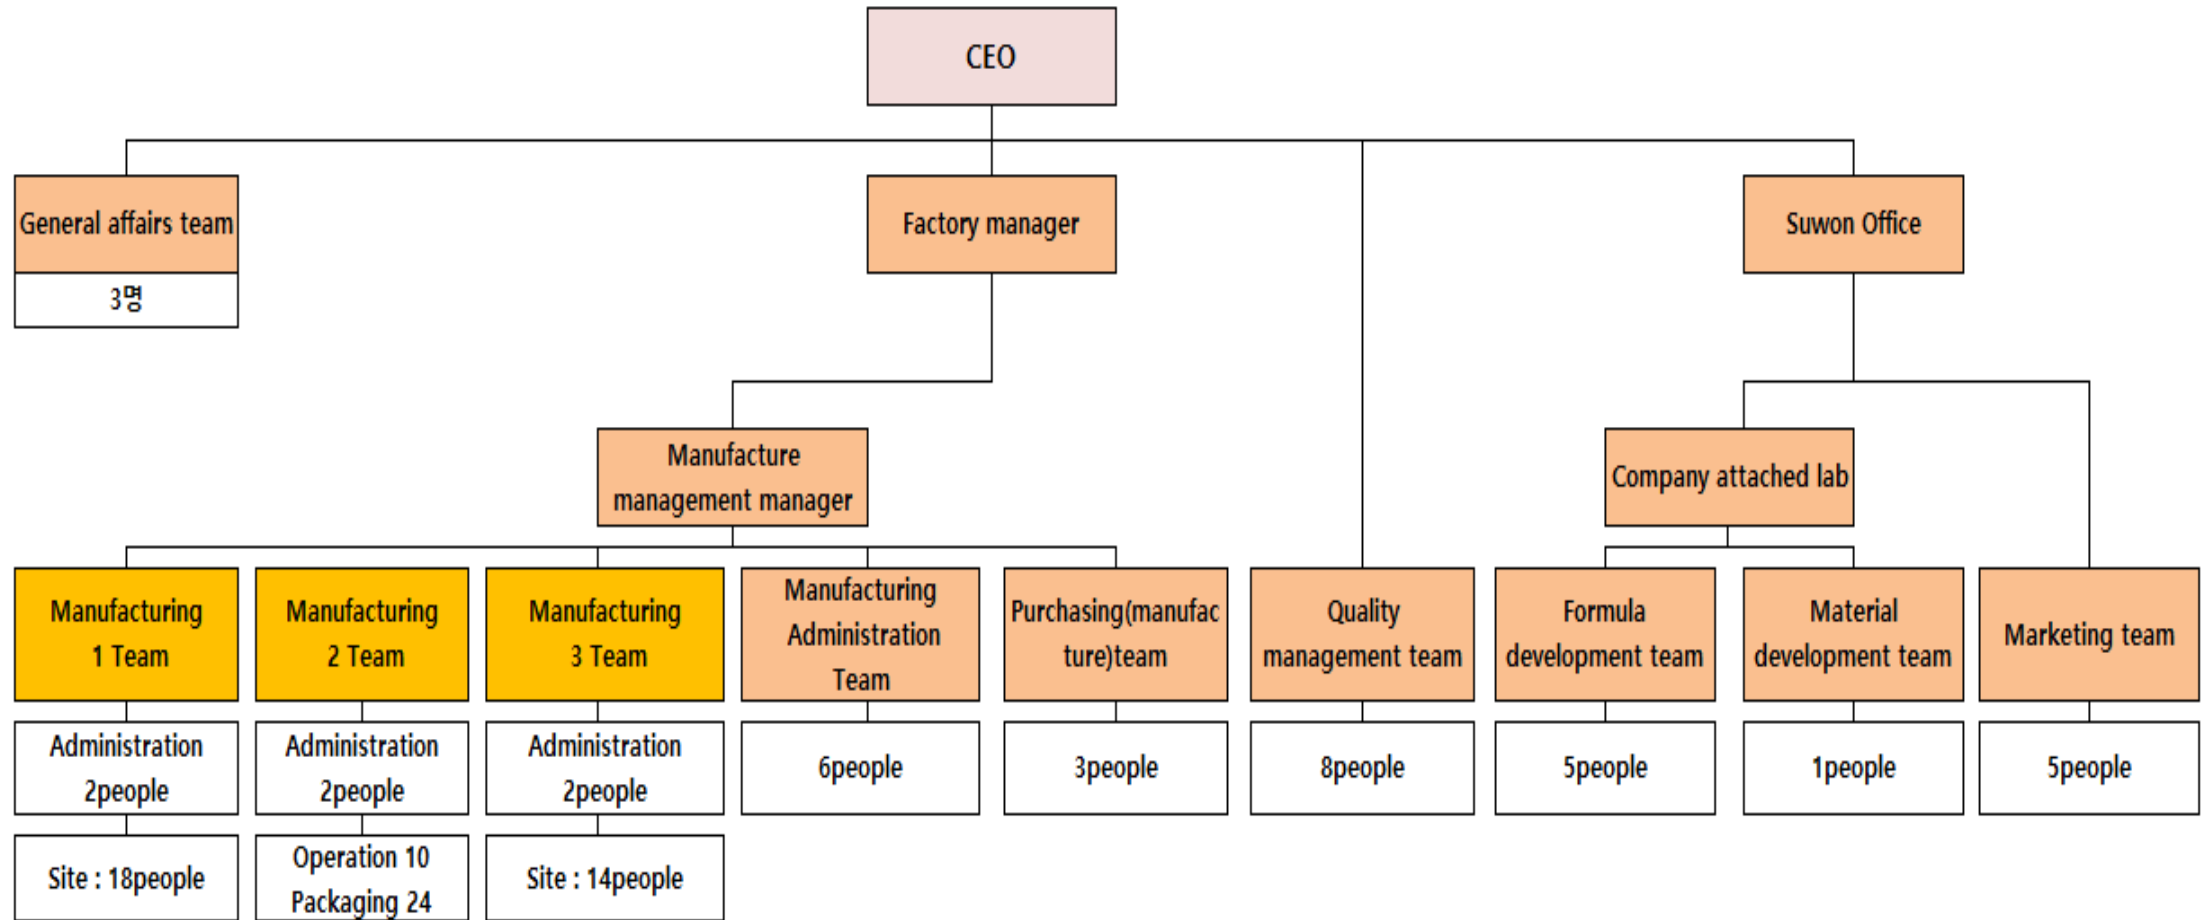 CEO
General affairs team
3명
Factory manager
Suwon Office
Manufacture
management manager
Company attached lab
Manufacturing
1 Team
Manufacturing
2 Team
Manufacturing
3 Team
Manufacturing
Administration
Team
Purchasing(manufac
ture)team
Quality
management team
Formula
development team
Material
development team
Marketing team
Administration
2people
Administration
2people
Administration
2people
6people
3people
8people
5people
1people
5people
Site : 18people
Operation 10
Packaging 24
Site : 14people